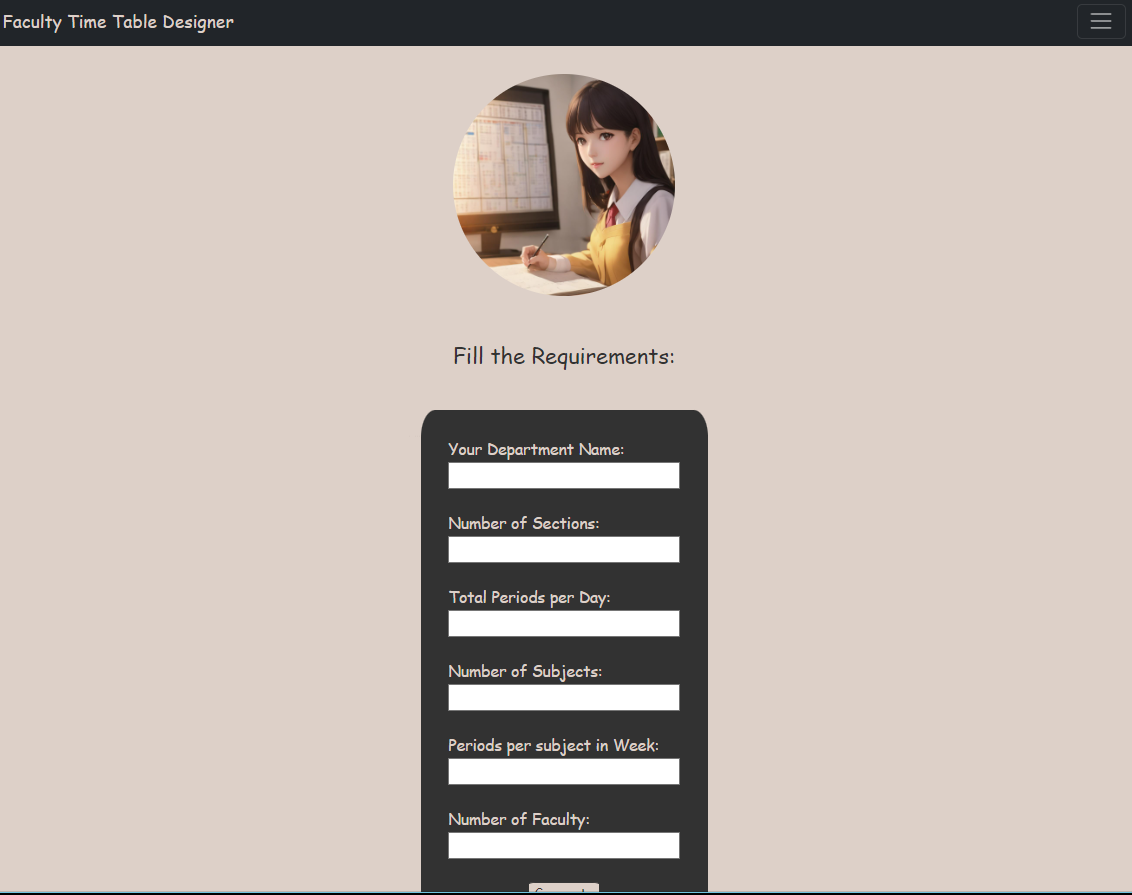 Faculty Time Table Designer
Fill the Requirements:
Your Department Name:
Number of Sections:
Total Periods per Day:
Number of Subjects:
Periods per subject in Week:
Number of Faculty: